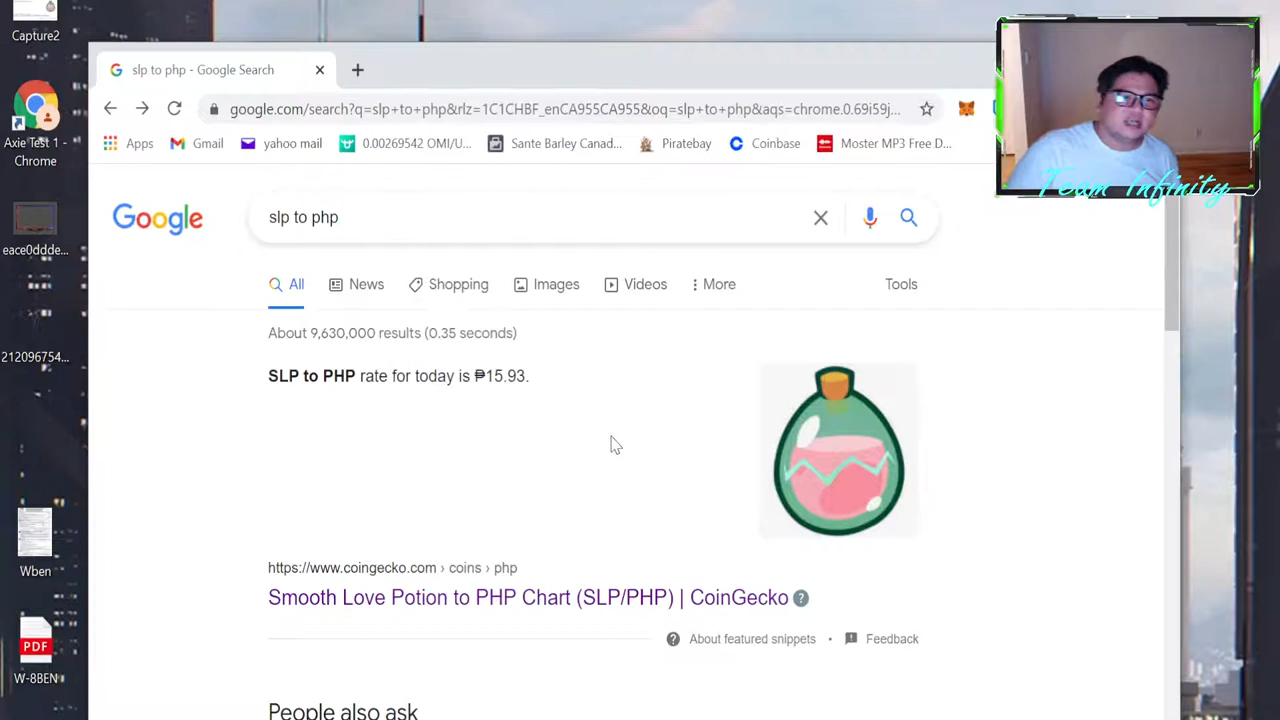 Capture2
Axie Test 1 -
Chrome
eace0ddde...
212096754...
Wben
PDF
W-8BEN
slp to php - Google Search
google.com/search?q=slp+to+php&rlz=1C1CHBF_enCA955CA955&oq=slp+to+php&aqs=chrome.0.69i59j...
Apps
Gmail
yahoo mail
0.00269542 OMI/U...
Sante Barley Canad...
Piratebay
Coinbase
Moster MP3 Free D...
Team Infinity
Google
slp to php
All
News
Shopping
Images
Videos
More
Tools
About 9,630,000 results (0.35 seconds)
SLP to PHP rate for today is ₱15.93.
https://www.coingecko.com › coins › php
Smooth Love Potion to PHP Chart (SLP/PHP) | CoinGecko
About featured snippets • Feedback
People also ask